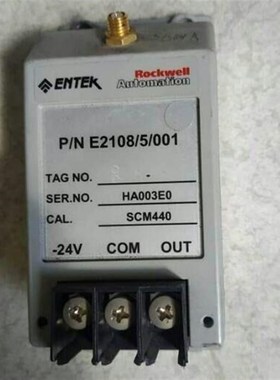 ENTEK
Rockwell
Automation
P/N E2108/5/001
TAG NO. -
SER.NO. HA003E0
CAL. SCM440
-24V COM OUT